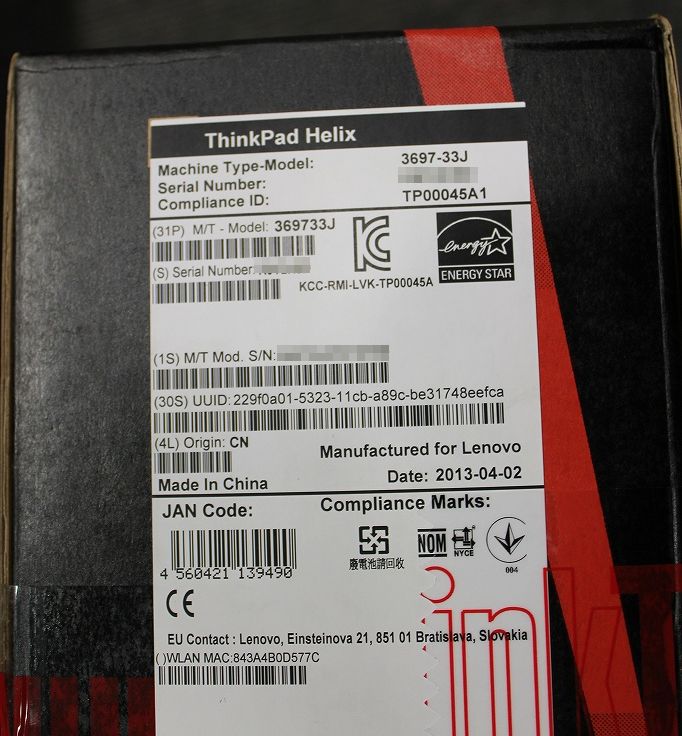 ThinkPad Helix
Machine Type-Model: 3697-33J
Serial Number:
Compliance ID: TP00045A1
(31P) M/T - Model: 369733J
(S) Serial Number:
energy
ENERGY STAR
KCC-RMI-LVK-TP00045A
(1S) M/T Mod. S/N:
(30S) UUID:229f0a01-5323-11cb-a89c-be31748eefca
(4L) Origin: CN
Manufactured for Lenovo
Made In China
Date: 2013-04-02
JAN Code:
Compliance Marks:
4 560421 139490
廢電池請回收
NOM
NYCE
004
CE
EU Contact : Lenovo, Einsteinova 21, 851 01 Bratislava, Slovakia
( )WLAN MAC:843A4B0D577C
ink